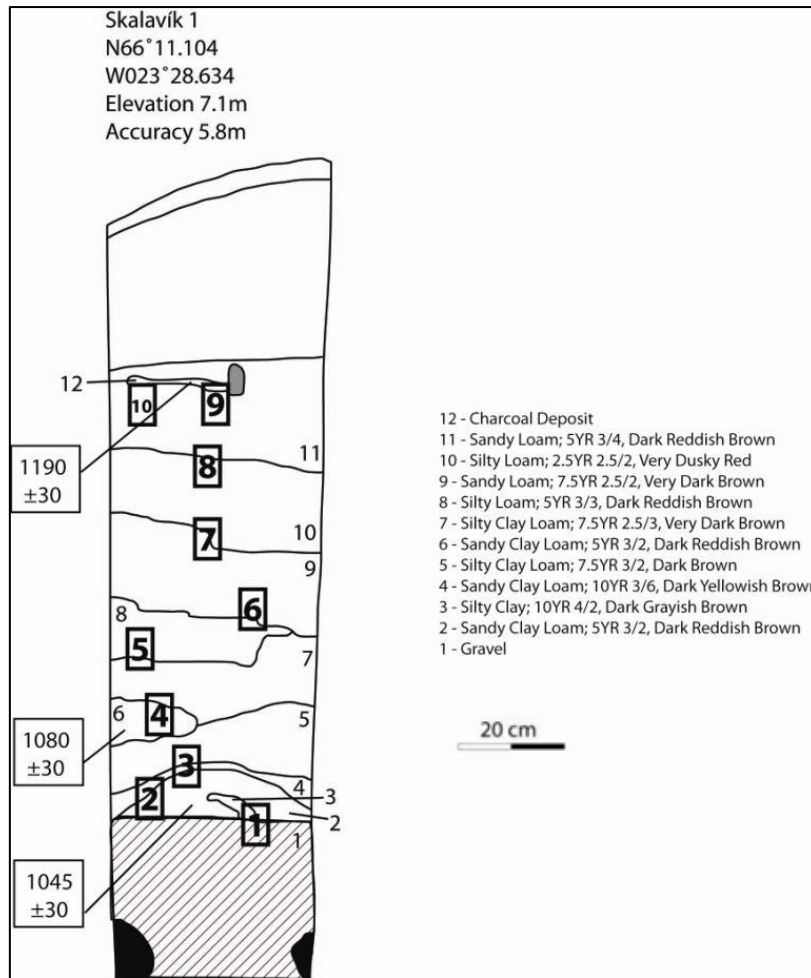 Skalavík 1
N66°11.104
W023°28.634
Elevation 7.1m
Accuracy 5.8m
12
10
9
11
1190
±30
8
7
10
9
8
6
5
7
6
4
5
1080
±30
3
4
2
3
1
2
1
1045
±30
12 - Charcoal Deposit
11 - Sandy Loam; 5YR 3/4, Dark Reddish Brown
10 - Silty Loam; 2.5YR 2.5/2, Very Dusky Red
9 - Sandy Loam; 7.5YR 2.5/2, Very Dark Brown
8 - Silty Loam; 5YR 3/3, Dark Reddish Brown
7 - Silty Clay Loam; 7.5YR 2.5/3, Very Dark Brown
6 - Sandy Clay Loam; 5YR 3/2, Dark Reddish Brown
5 - Silty Clay Loam; 7.5YR 3/2, Dark Brown
4 - Sandy Clay Loam; 10YR 3/6, Dark Yellowish Brown
3 - Silty Clay; 10YR 4/2, Dark Grayish Brown
2 - Sandy Clay Loam; 5YR 3/2, Dark Reddish Brown
1 - Gravel
20 cm